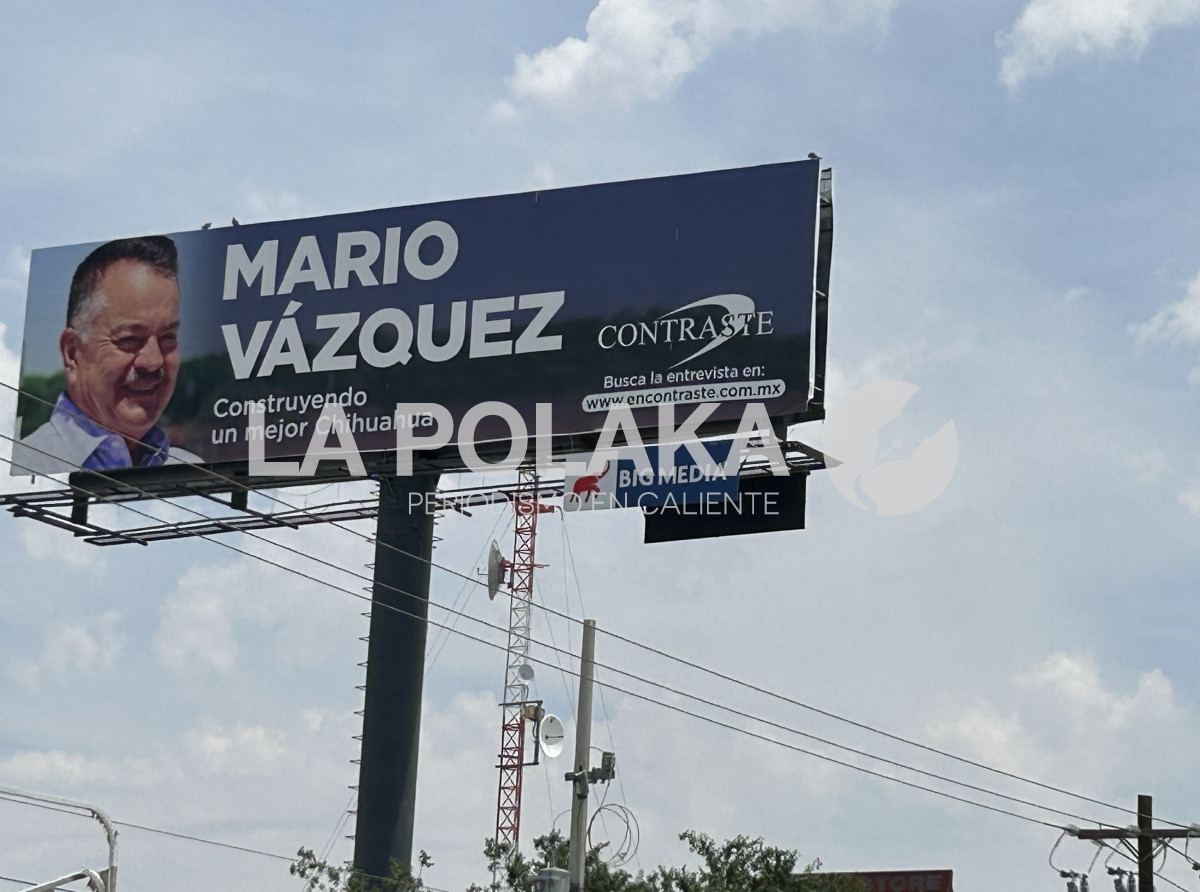 MARIO
VÁZQUEZ
Construyendo
un mejor Chihuahua
CONTRASTE
Busca la entrevista en:
www.encontraste.com.mx
LA POLAKA
PERIODISMO EN CALIENTE
BIG MEDIA